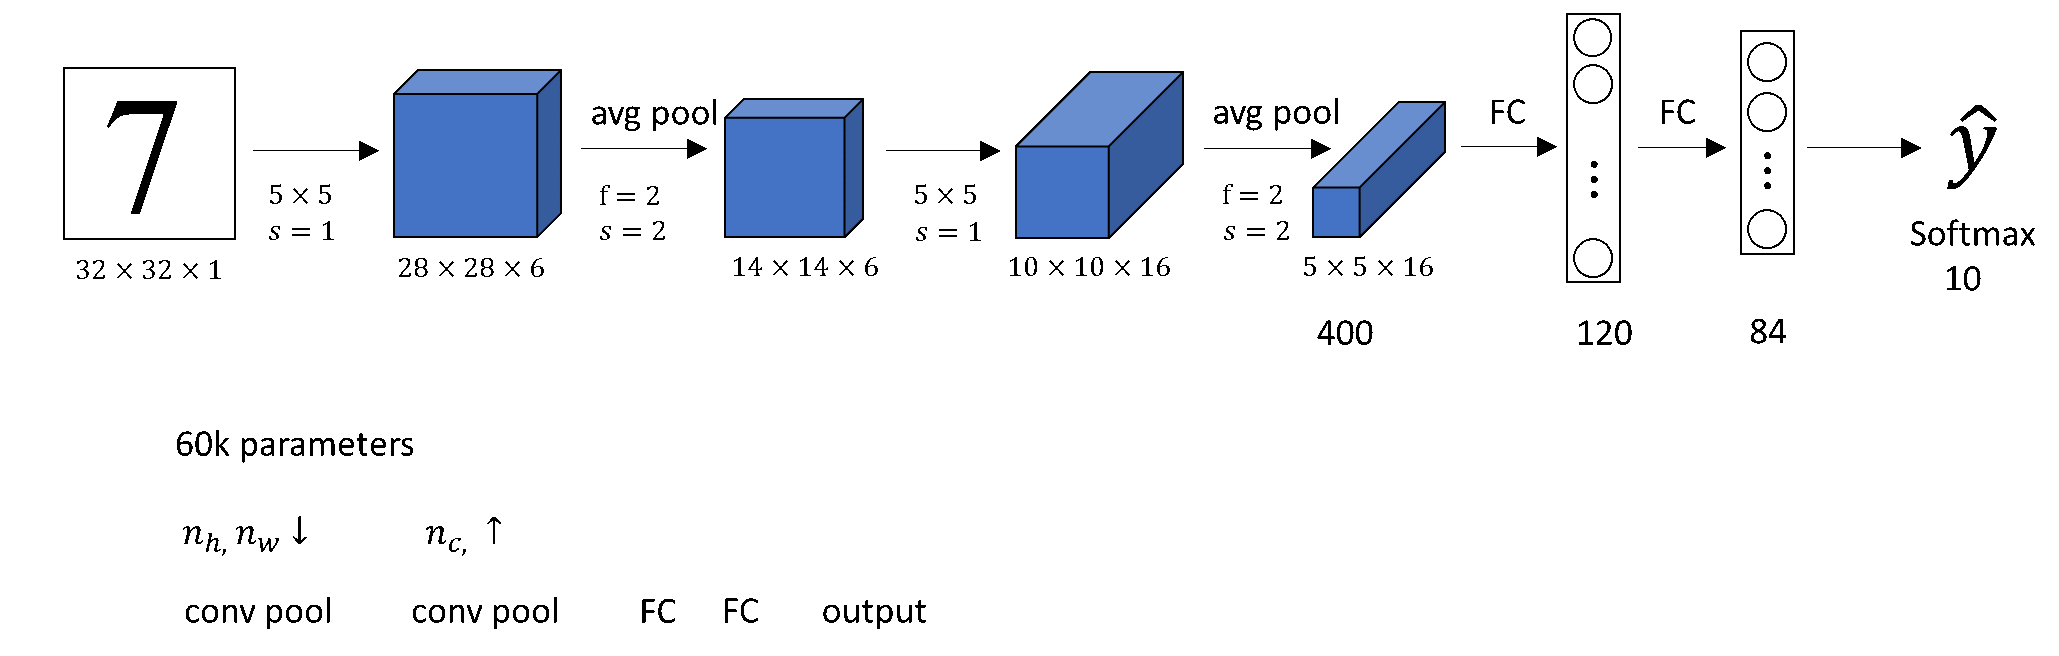 7
32 × 32 × 1
5 × 5
s = 1
28 × 28 × 6
avg pool
f = 2
s = 2
14 × 14 × 6
5 × 5
s = 1
10 × 10 × 16
avg pool
f = 2
s = 2
5 × 5 × 16
400
FC
120
FC
84
ŷ
Softmax
10
60k parameters
n_h, n_w ↓ n_c, ↑
conv pool conv pool FC FC output